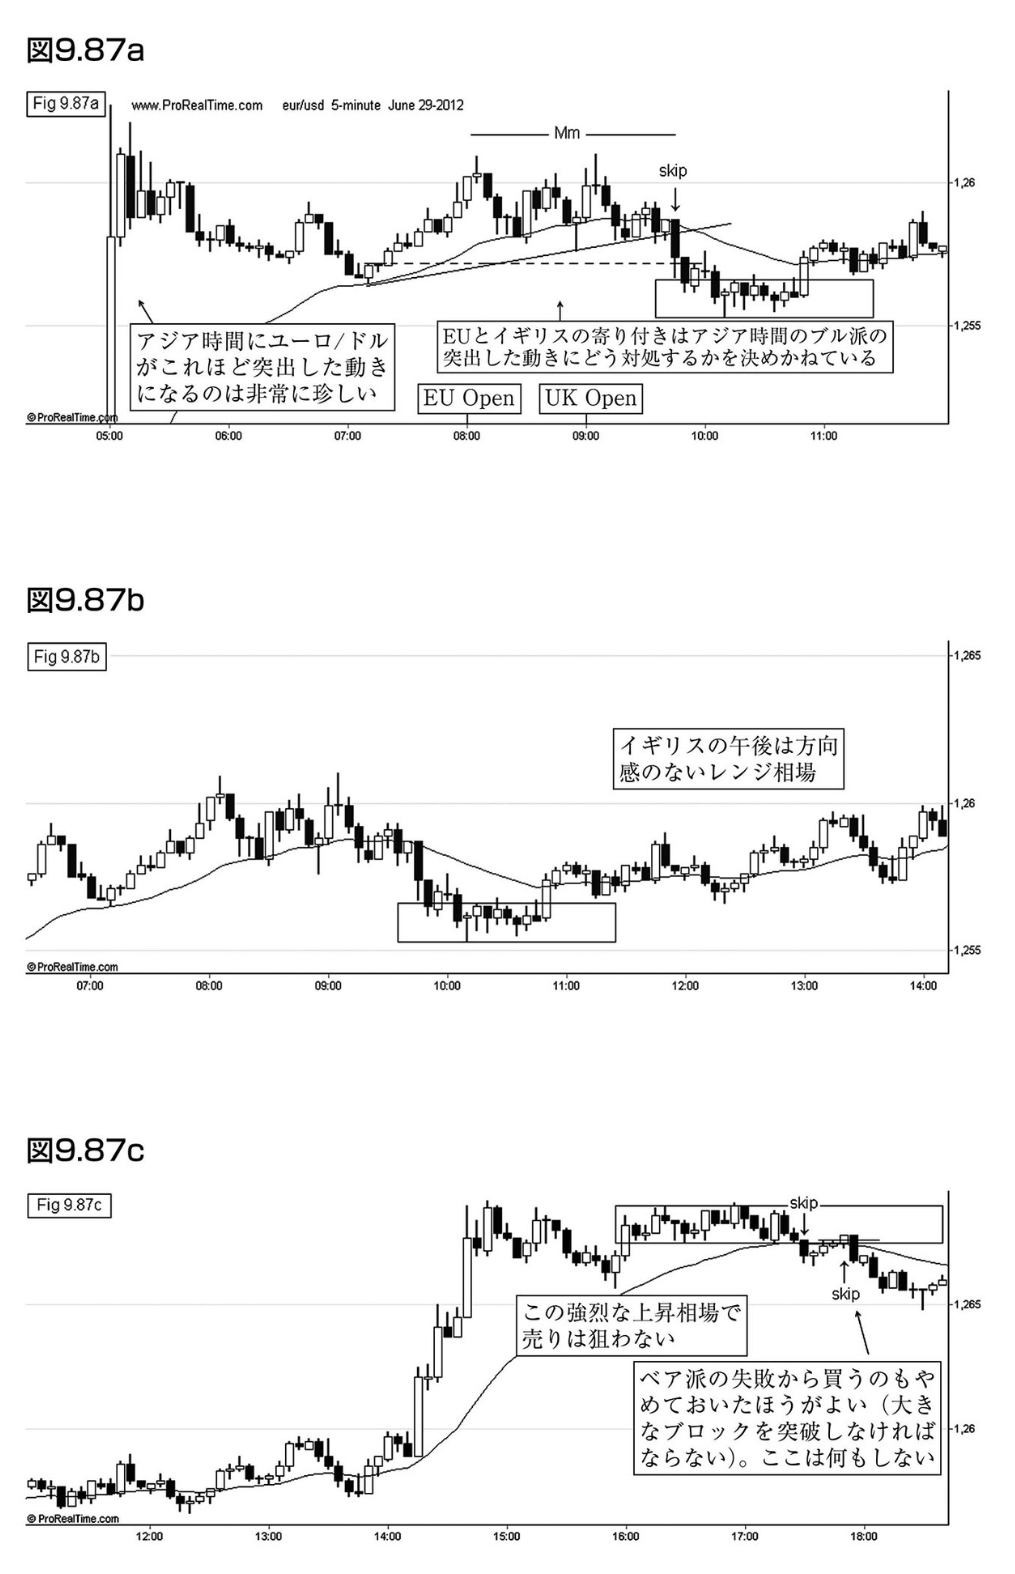 図9.87a
Fig 9.87a
www.ProRealTime.com eur/usd 5-minute June 29-2012
Mm
skip
1,26
1,255
アジア時間にユーロ/ドル
がこれほど突出した動き
になるのは非常に珍しい
EUとイギリスの寄り付きはアジア時間のブル派の
突出した動きにどう対処するかを決めかねている
EU Open
UK Open
©ProRealTime.com
05:00 06:00 07:00 08:00 09:00 10:00 11:00
図9.87b
Fig 9.87b
1,265
イギリスの午後は方向
感のないレンジ相場
1,26
1,255
©ProRealTime.com
07:00 08:00 09:00 10:00 11:00 12:00 13:00 14:00
図9.87c
Fig 9.87c
skip
skip
1,265
この強烈な上昇相場で
売りは狙わない
ベア派の失敗から買うのもや
めておいたほうがよい（大き
なブロックを突破しなければ
ならない）。ここは何もしない
1,26
©ProRealTime.com
12:00 13:00 14:00 15:00 16:00 17:00 18:00